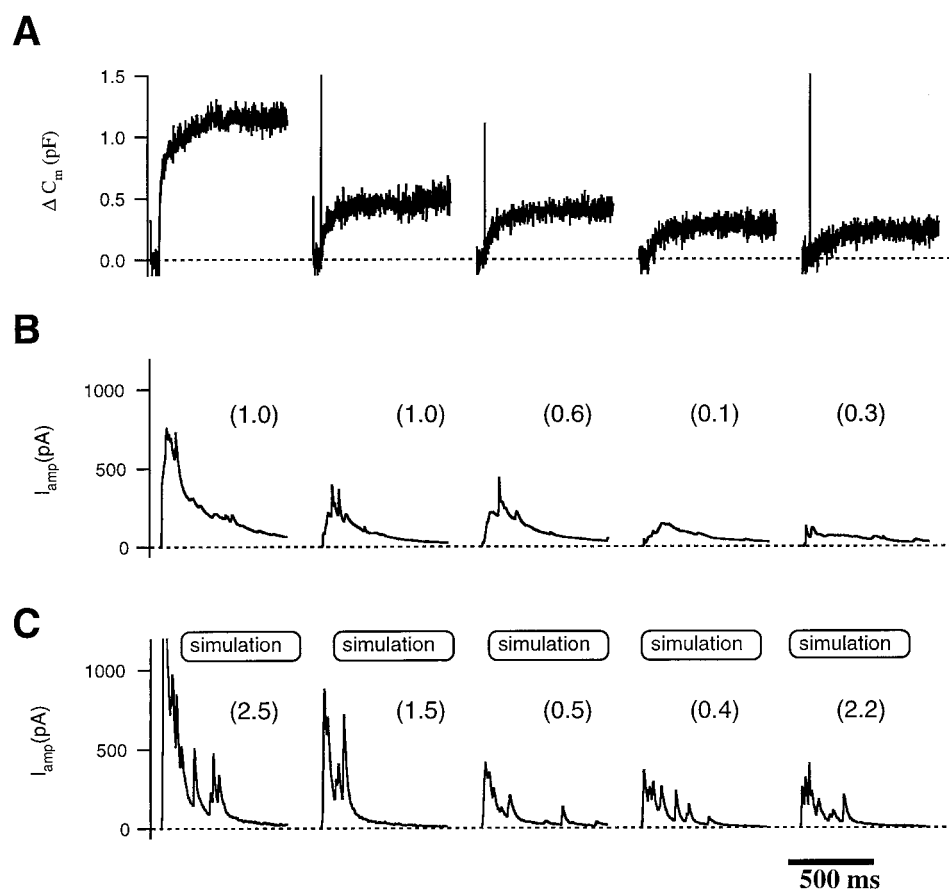 A
1.5
1.0
0.5
0.0
Δ Cm (pF)
B
1000
500
0
Iamp(pA)
(1.0) (1.0) (0.6) (0.1) (0.3)
C
simulation simulation simulation simulation simulation
1000
500
0
Iamp(pA)
(2.5) (1.5) (0.5) (0.4) (2.2)
500 ms